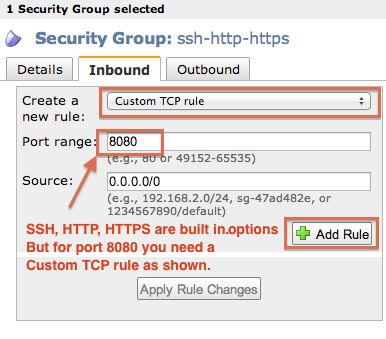 1 Security Group selected
Security Group: ssh-http-https
Details Inbound Outbound
Create a new rule: Custom TCP rule
Port range: 8080
(e.g., 80 or 49152-65535)
Source: 0.0.0.0/0
(e.g., 192.168.2.0/24, sg-47ad482e, or
1234567890/default)
SSH, HTTP, HTTPS are built in.options
But for port 8080 you need a
Custom TCP rule as shown.
Add Rule
Apply Rule Changes